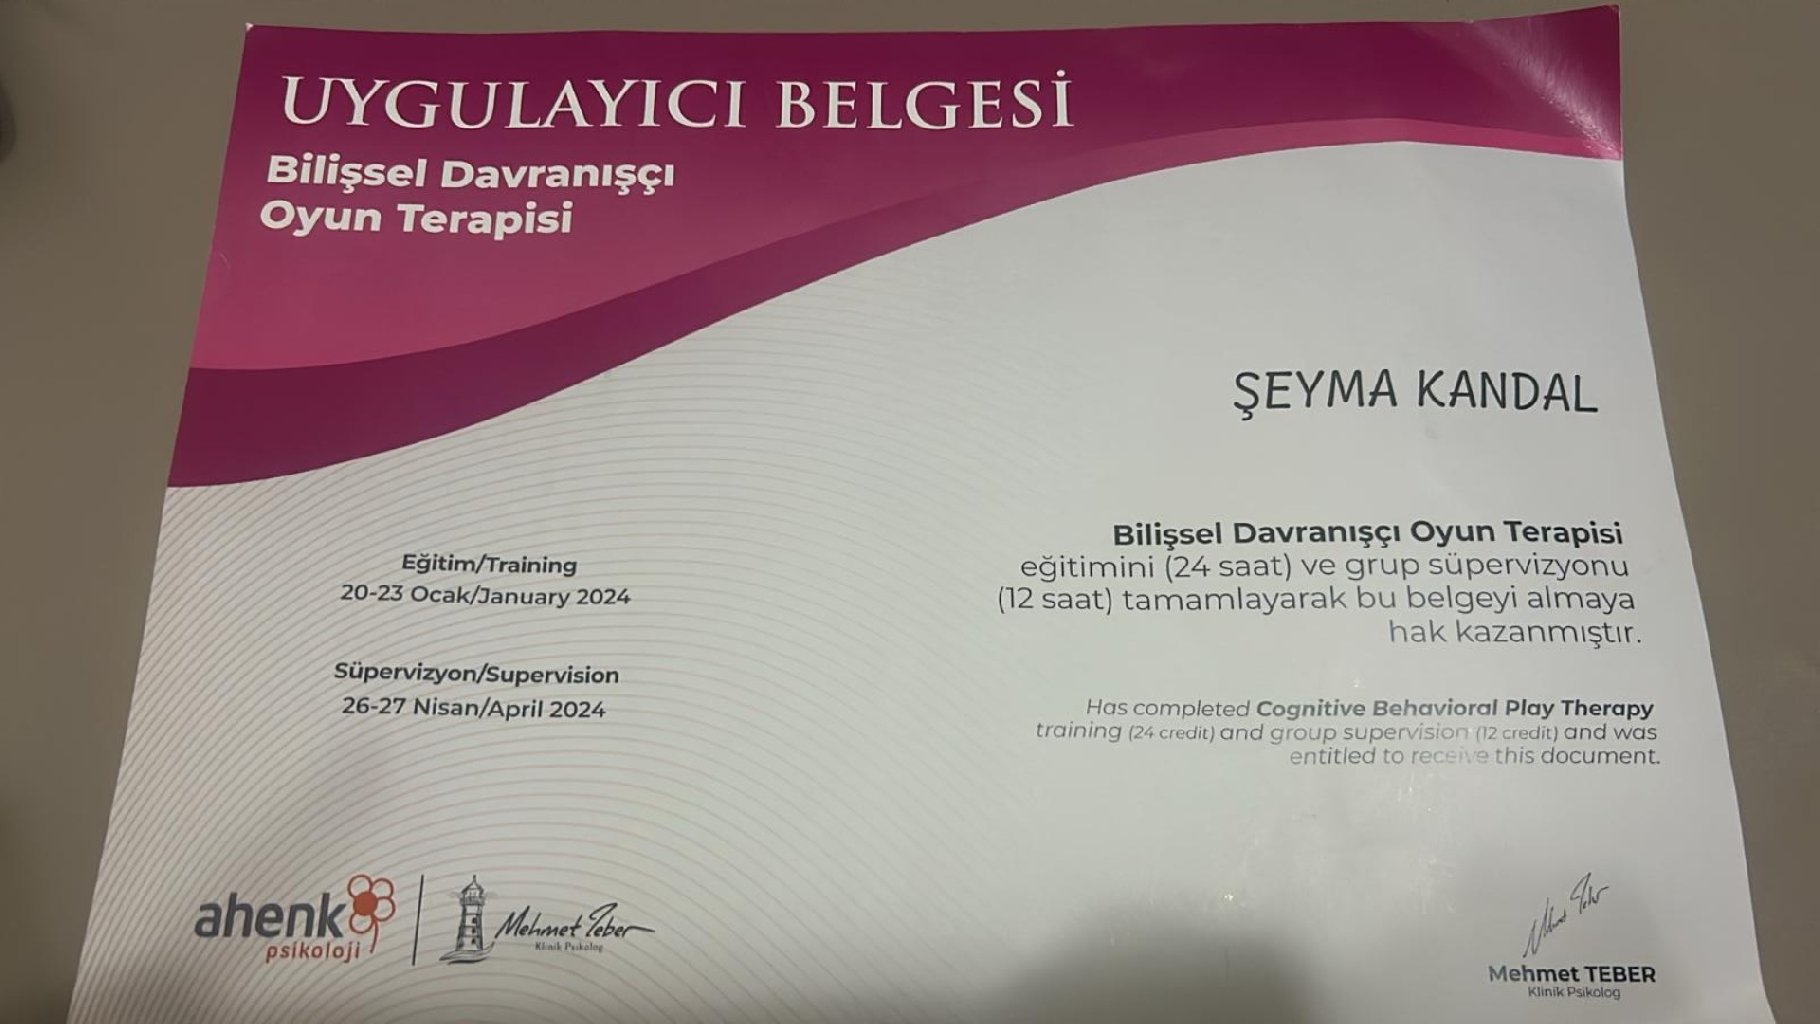 UYGULAYICI BELGESİ
Bilişsel Davranışçı
Oyun Terapisi
ŞEYMA KANDAL
Bilişsel Davranışçı Oyun Terapisi
eğitimini (24 saat) ve grup süpervizyonu
(12 saat) tamamlayarak bu belgeyi almaya
hak kazanmıştır.
Has completed Cognitive Behavioral Play Therapy
training (24 credit) and group supervision (12 credit) and was
entitled to receive this document.
Eğitim/Training
20-23 Ocak/January 2024
Süpervizyon/Supervision
26-27 Nisan/April 2024
ahenk
psikoloji
Mehmet Teber
Klinik Psikolog
Mehmet Teber
Mehmet TEBER
Klinik Psikolog